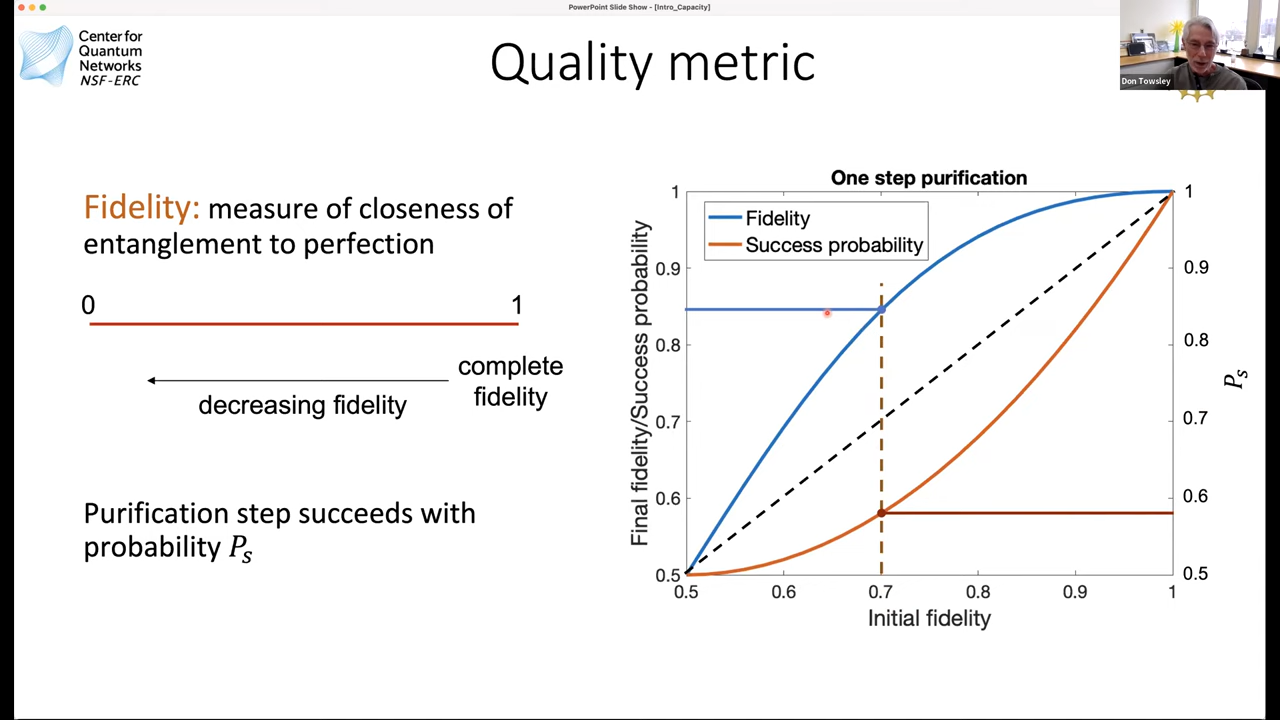 PowerPoint Slide Show - [Intro_Capacity]
Center for
Quantum
Networks
NSF-ERC
Quality metric
Don Towsley
Fidelity: measure of closeness of
entanglement to perfection
0
1
complete
fidelity
decreasing fidelity
Purification step succeeds with
probability Pₛ
One step purification
Fidelity
Success probability
Final fidelity/Success probability
1
0.9
0.8
0.7
0.6
0.5
0.5
0.6
0.7
0.8
0.9
1
Initial fidelity
1
0.9
0.8
0.7
0.6
0.5
Pₛ